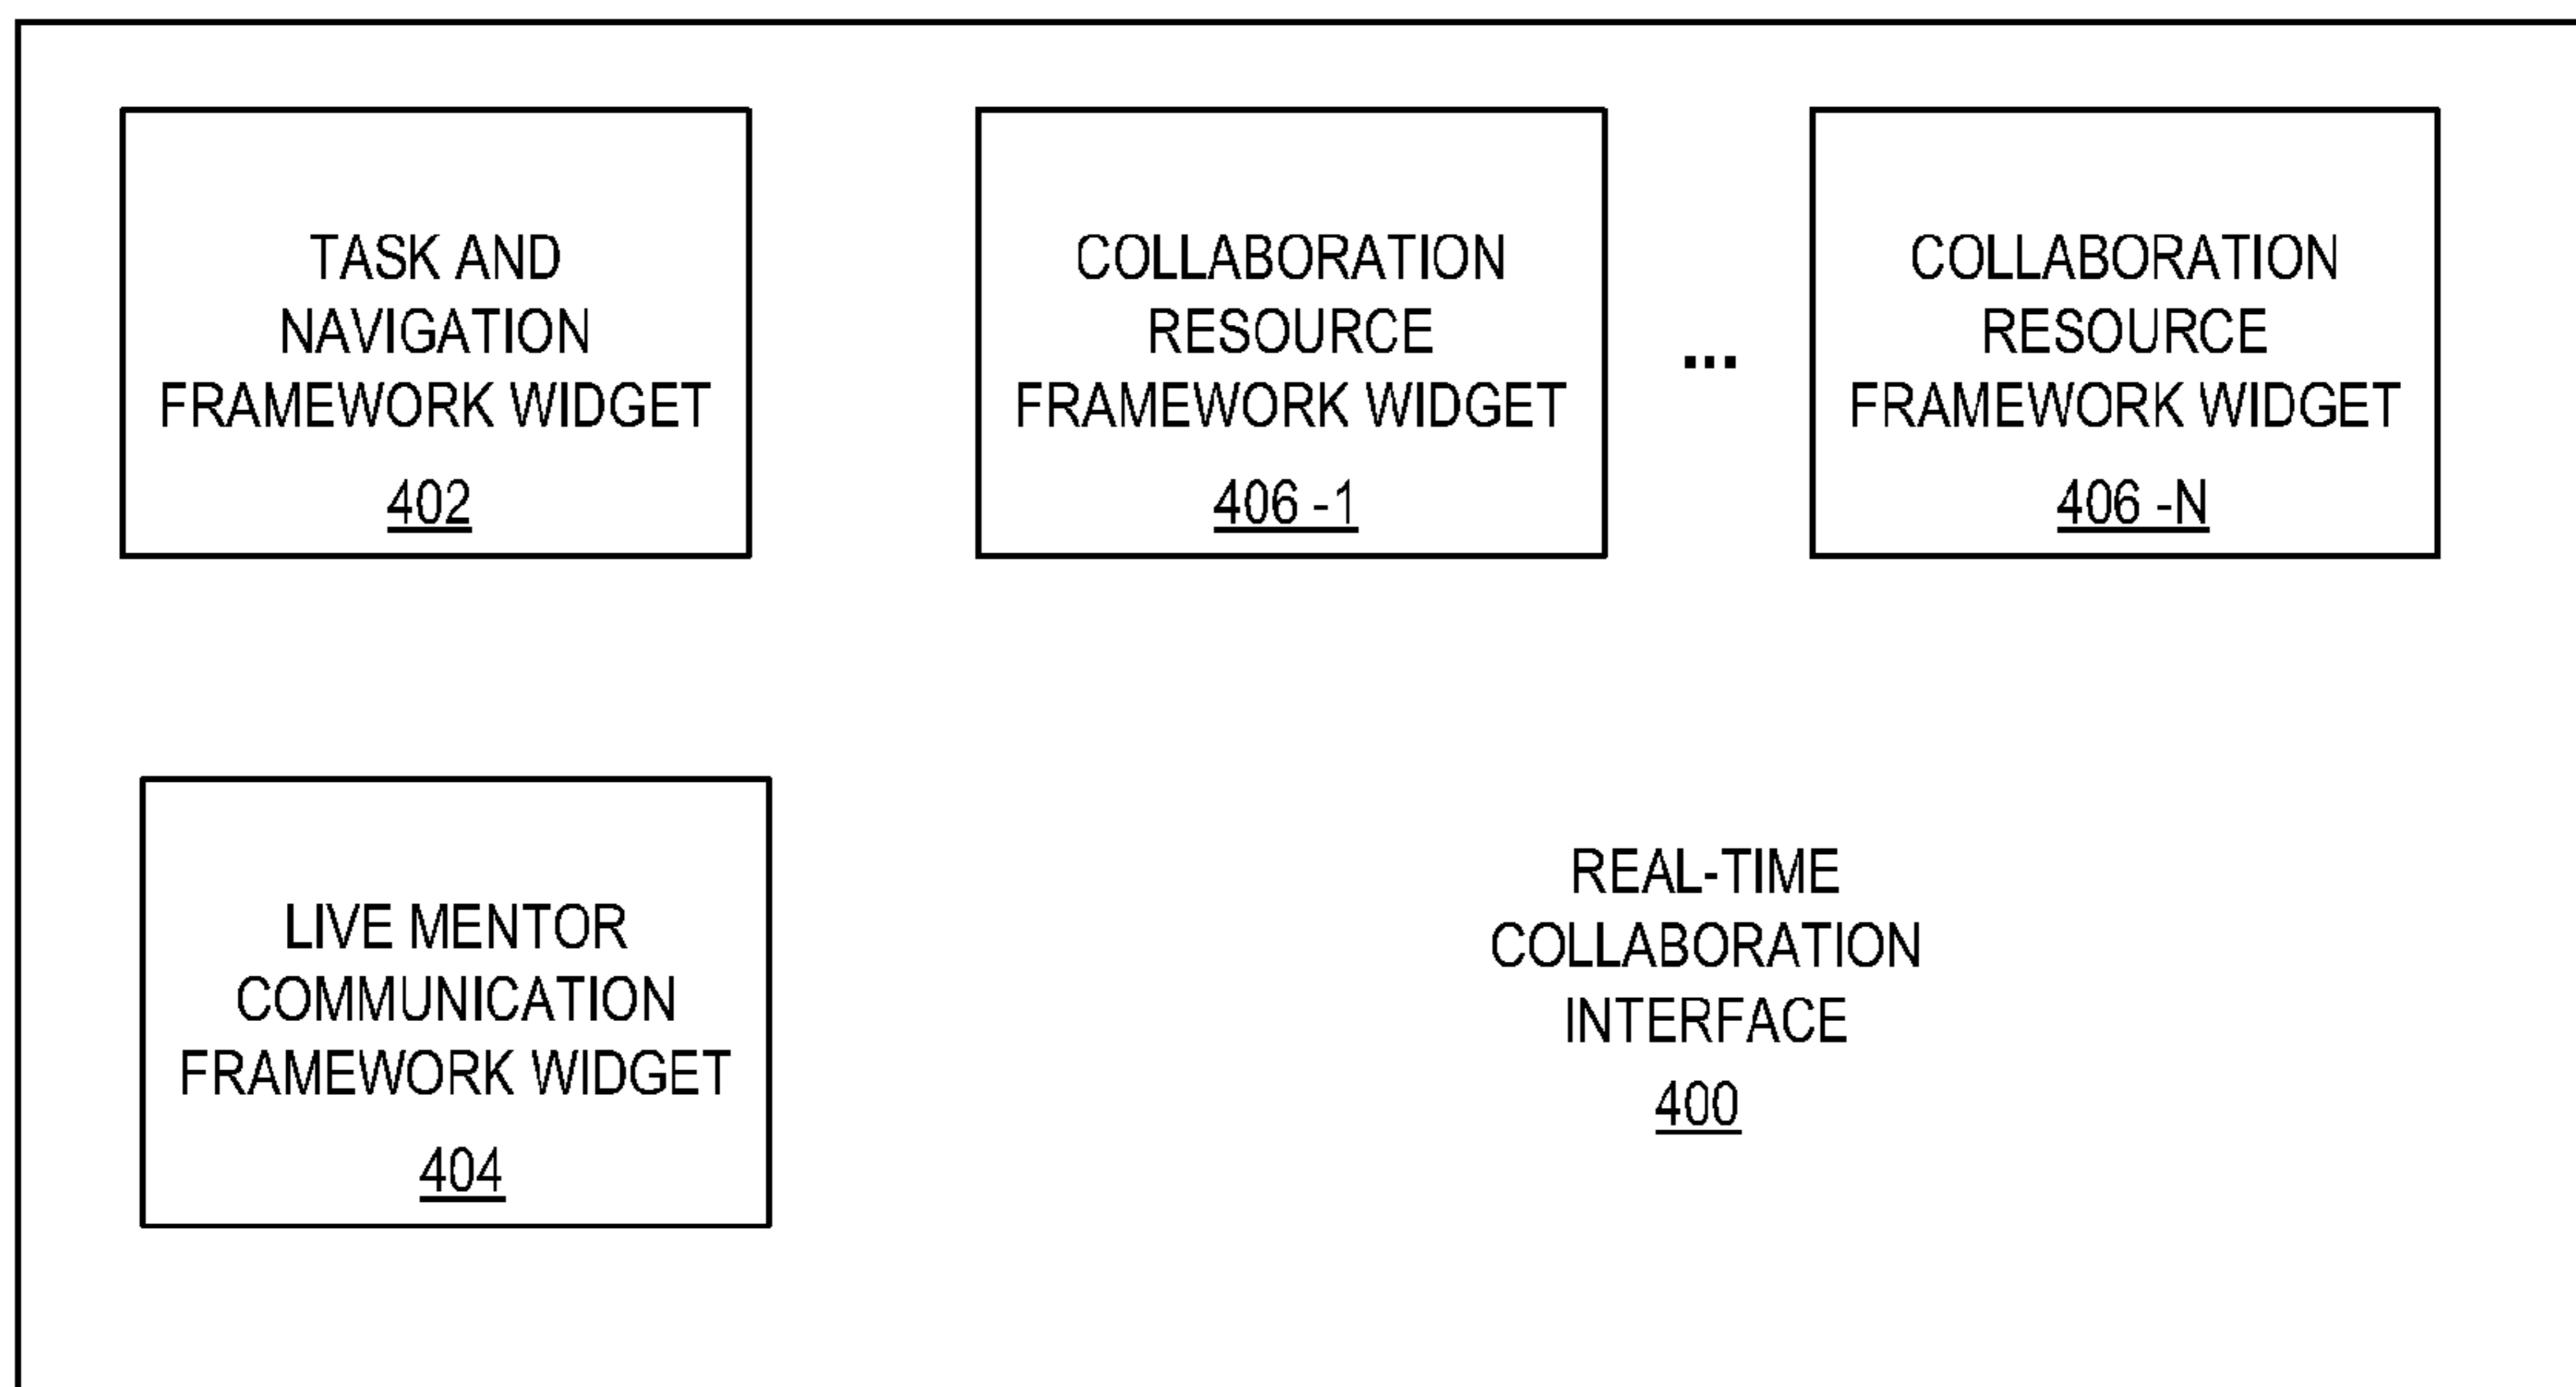 TASK AND
NAVIGATION
FRAMEWORK WIDGET
402
COLLABORATION
RESOURCE
FRAMEWORK WIDGET
406 -1
...
COLLABORATION
RESOURCE
FRAMEWORK WIDGET
406 -N
LIVE MENTOR
COMMUNICATION
FRAMEWORK WIDGET
404
REAL-TIME
COLLABORATION
INTERFACE
400